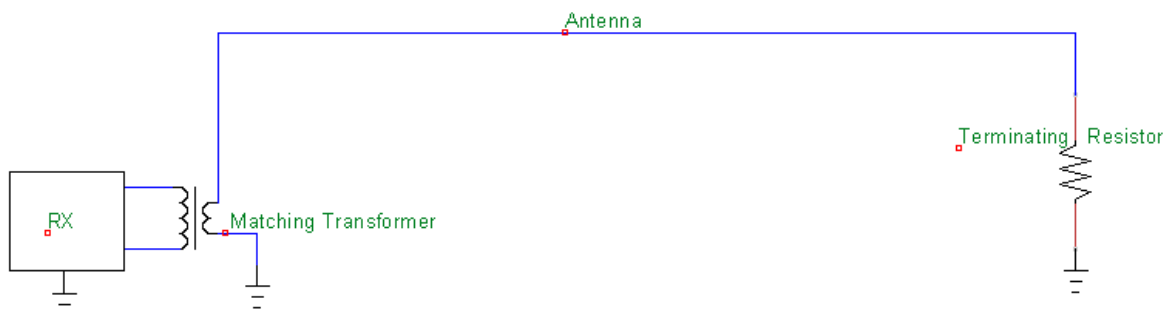 Antenna
Terminating Resistor
RX
Matching Transformer